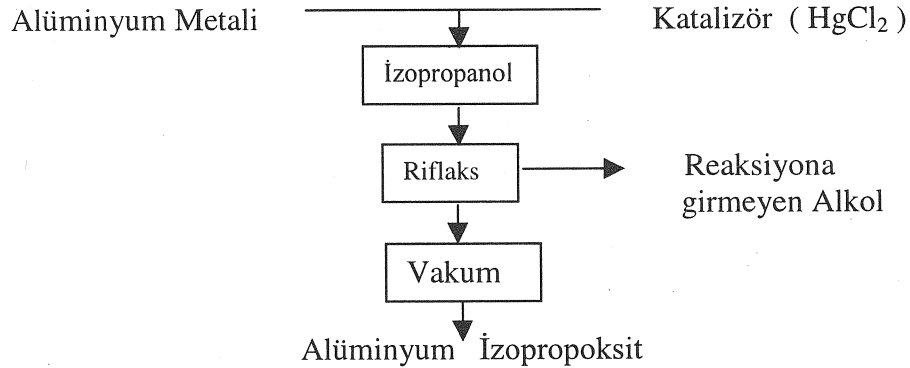 Alüminyum Metali
Katalizör ( HgCl₂ )
İzopropanol
Riflaks
Reaksiyona
girmeyen Alkol
Vakum
Alüminyum İzopropoksit